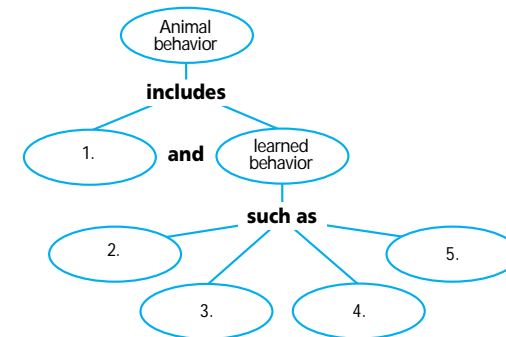 Animal
behavior
includes
1.
and
learned
behavior
such as
2.
5.
3.
4.